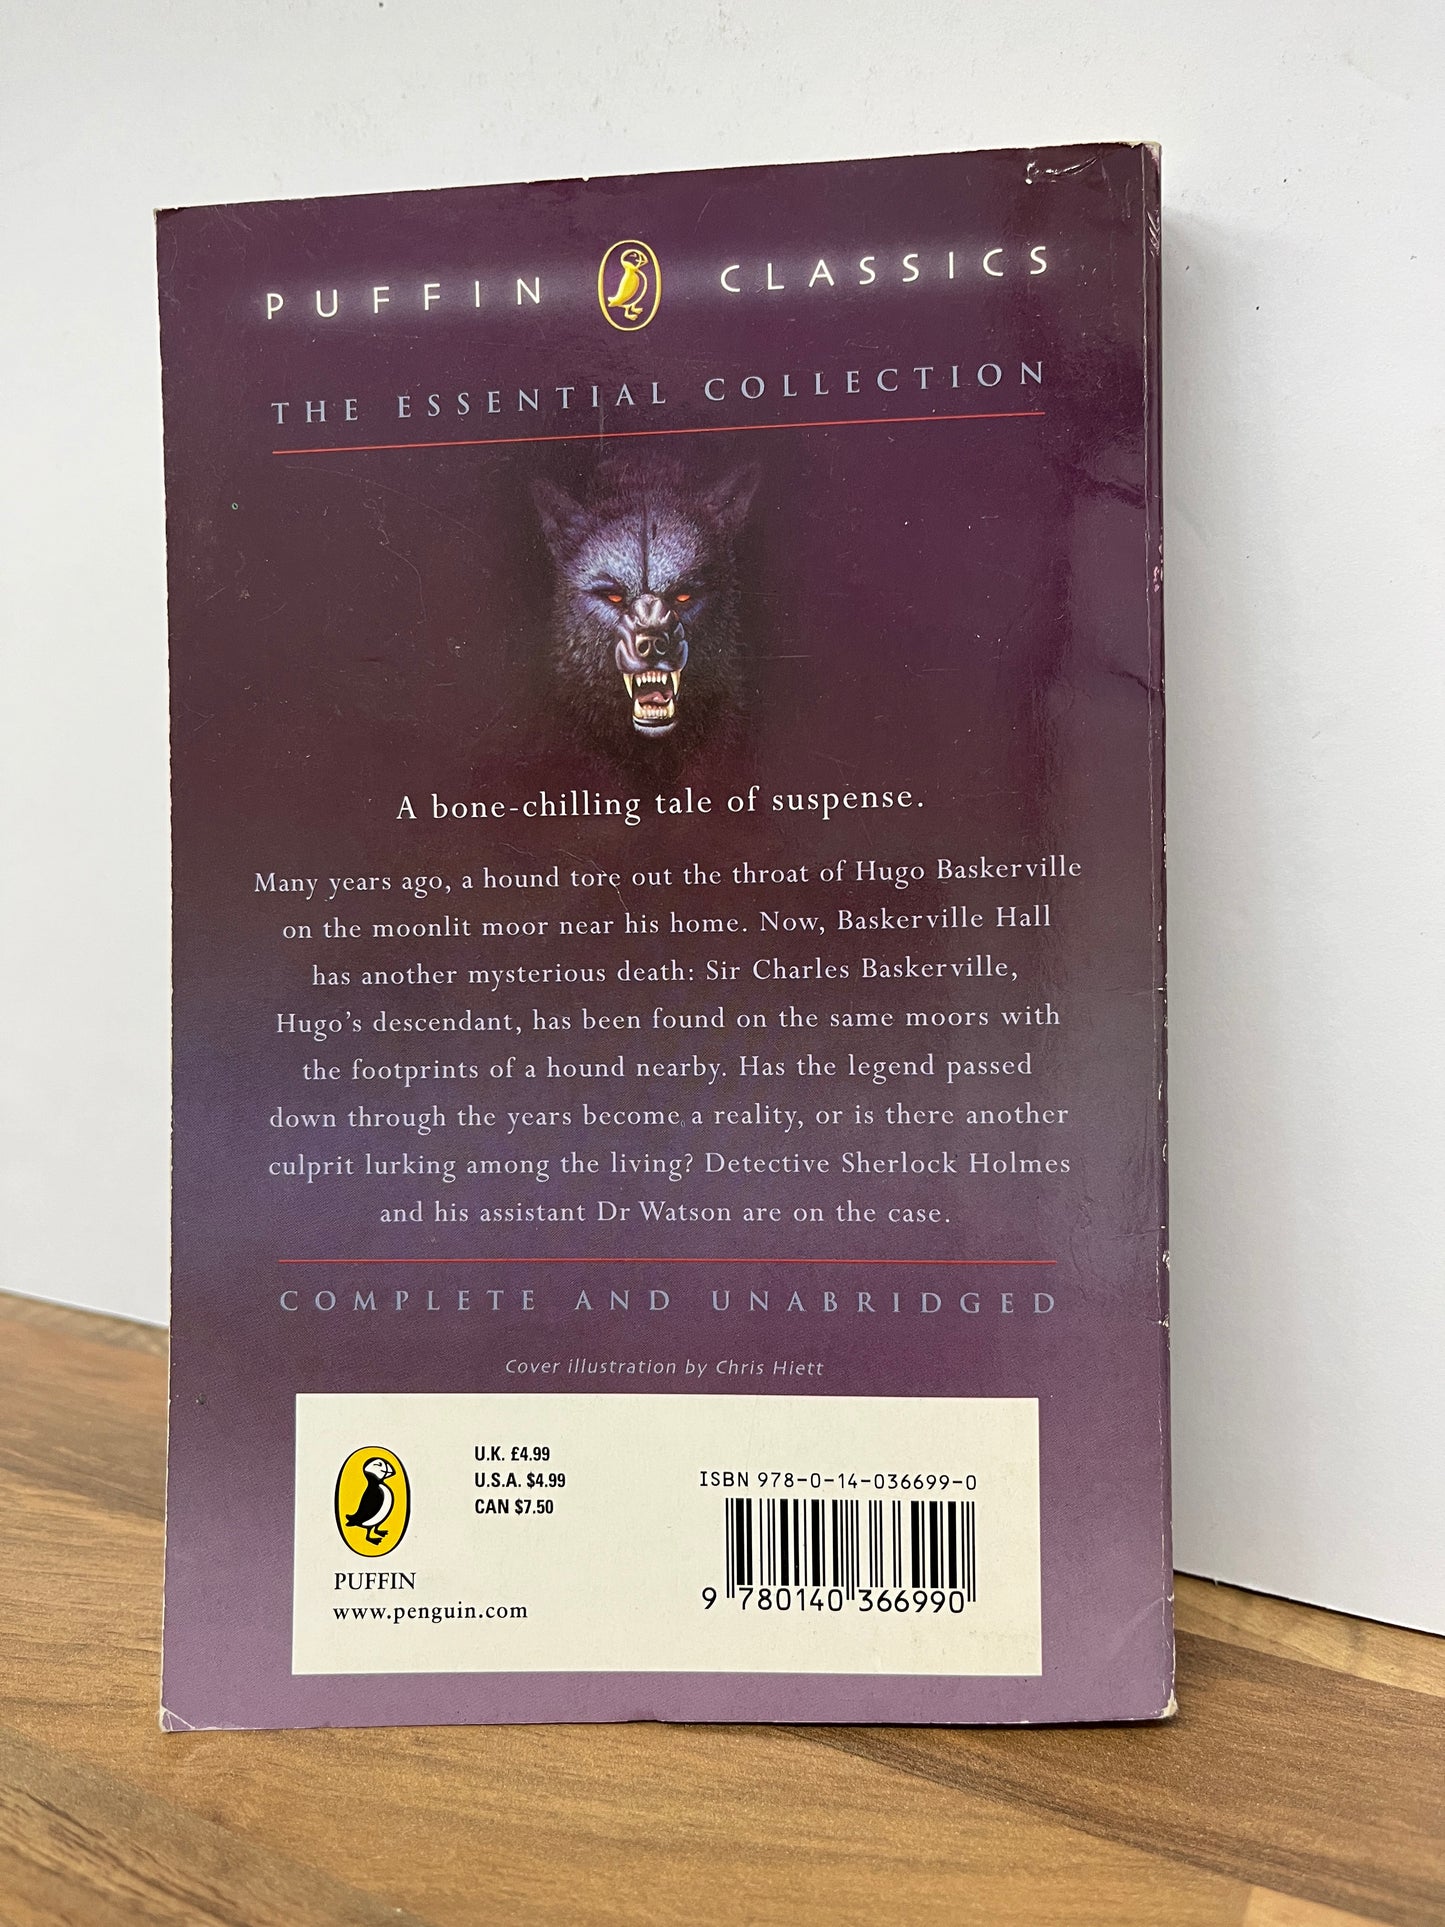 PUFFIN CLASSICS
THE ESSENTIAL COLLECTION
A bone-chilling tale of suspense.
Many years ago, a hound tore out the throat of Hugo Baskerville
on the moonlit moor near his home. Now, Baskerville Hall
has another mysterious death: Sir Charles Baskerville,
Hugo's descendant, has been found on the same moors with
the footprints of a hound nearby. Has the legend passed
down through the years become a reality, or is there another
culprit lurking among the living? Detective Sherlock Holmes
and his assistant Dr Watson are on the case.
COMPLETE AND UNABRIDGED
Cover illustration by Chris Hiett
U.K. £4.99
U.S.A. $4.99
CAN $7.50
PUFFIN
www.penguin.com
ISBN 978-0-14-036699-0
9 780140 366990